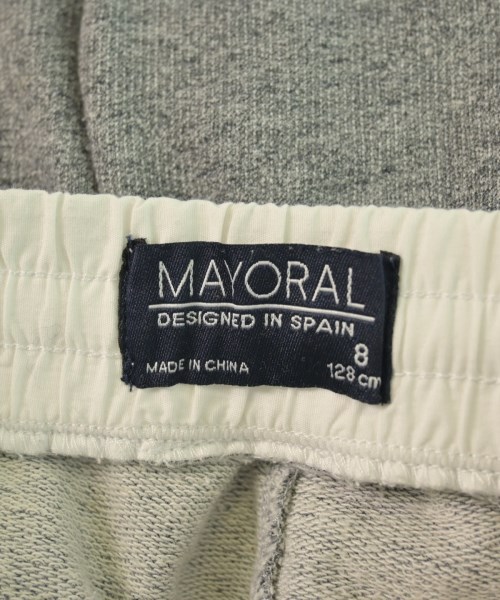 MAYORAL
DESIGNED IN SPAIN
8
MADE IN CHINA 128 cm